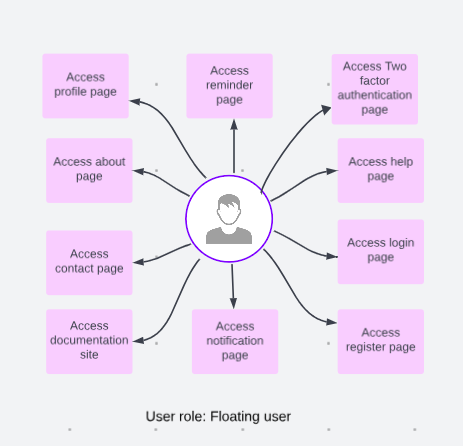 Access
profile page
Access
reminder
page
Access Two
factor
authentication
page
Access about
page
Access help
page
Access
contact page
Access login
page
Access
documentation
site
Access
notification
page
Access
register page
User role: Floating user